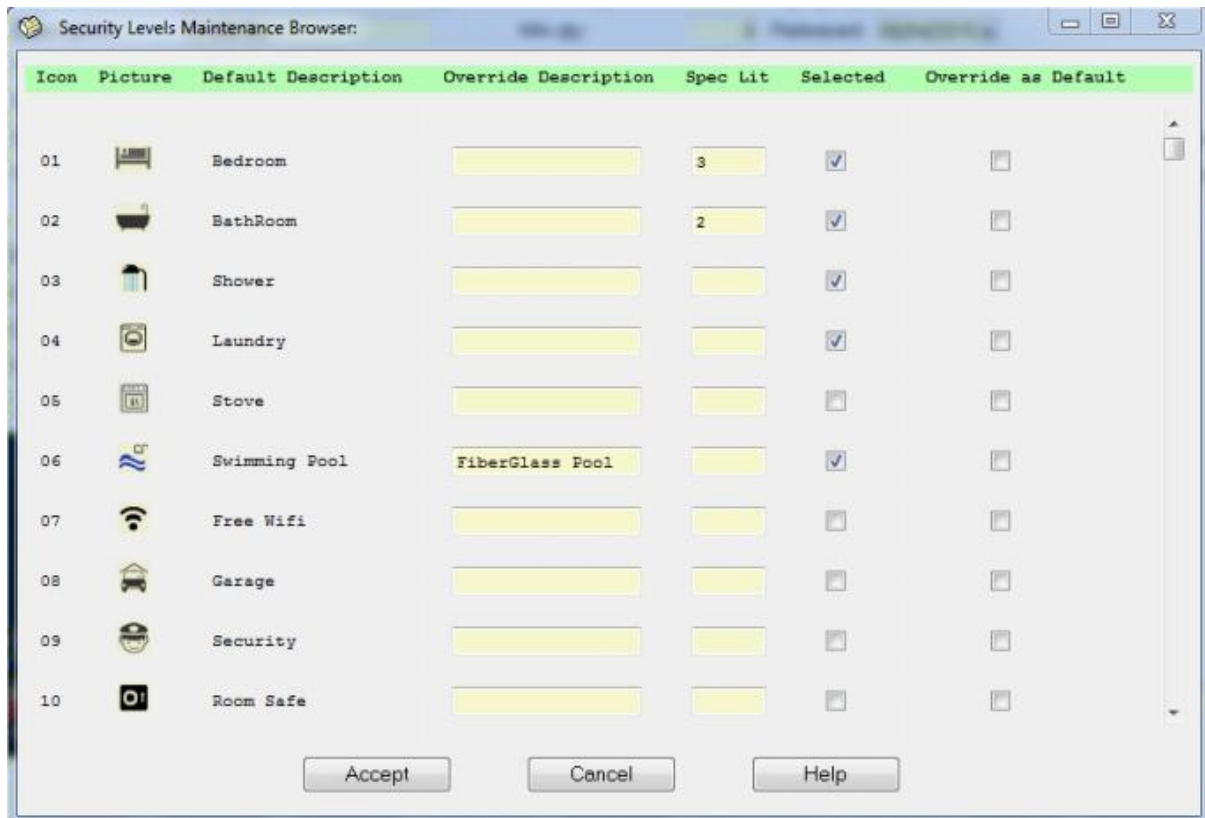 Security Levels Maintenance Browser:
Icon Picture Default Description Override Description Spec Lit Selected Override as Default
01 Bedroom 3
02 BathRoom 2
03 Shower
04 Laundry
05 Stove
06 Swimming Pool FiberGlass Pool
07 Free Wifi
08 Garage
09 Security
10 Room Safe
Accept Cancel Help